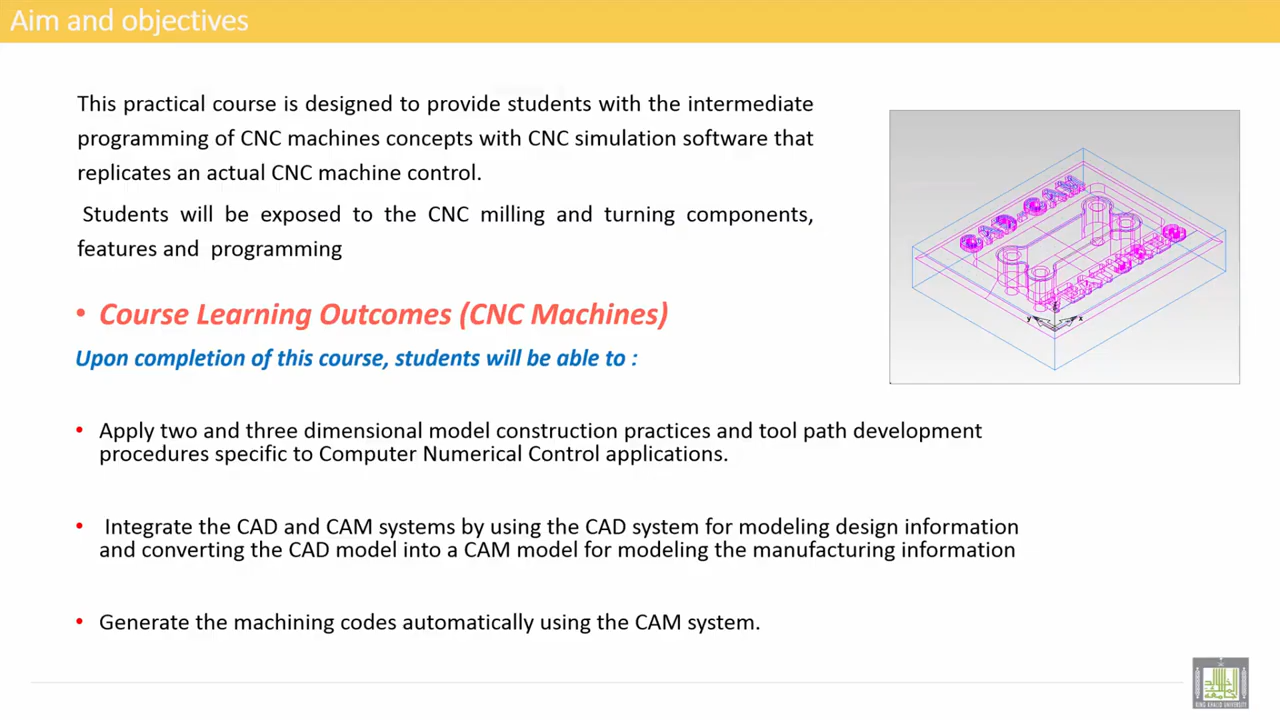 Aim and objectives
This practical course is designed to provide students with the intermediate
programming of CNC machines concepts with CNC simulation software that
replicates an actual CNC machine control.
Students will be exposed to the CNC milling and turning components,
features and programming
• Course Learning Outcomes (CNC Machines)
Upon completion of this course, students will be able to :
• Apply two and three dimensional model construction practices and tool path development
procedures specific to Computer Numerical Control applications.
• Integrate the CAD and CAM systems by using the CAD system for modeling design information
and converting the CAD model into a CAM model for modeling the manufacturing information
• Generate the machining codes automatically using the CAM system.
CAD-CAM
Y
X
KING KHALID UNIVERSITY